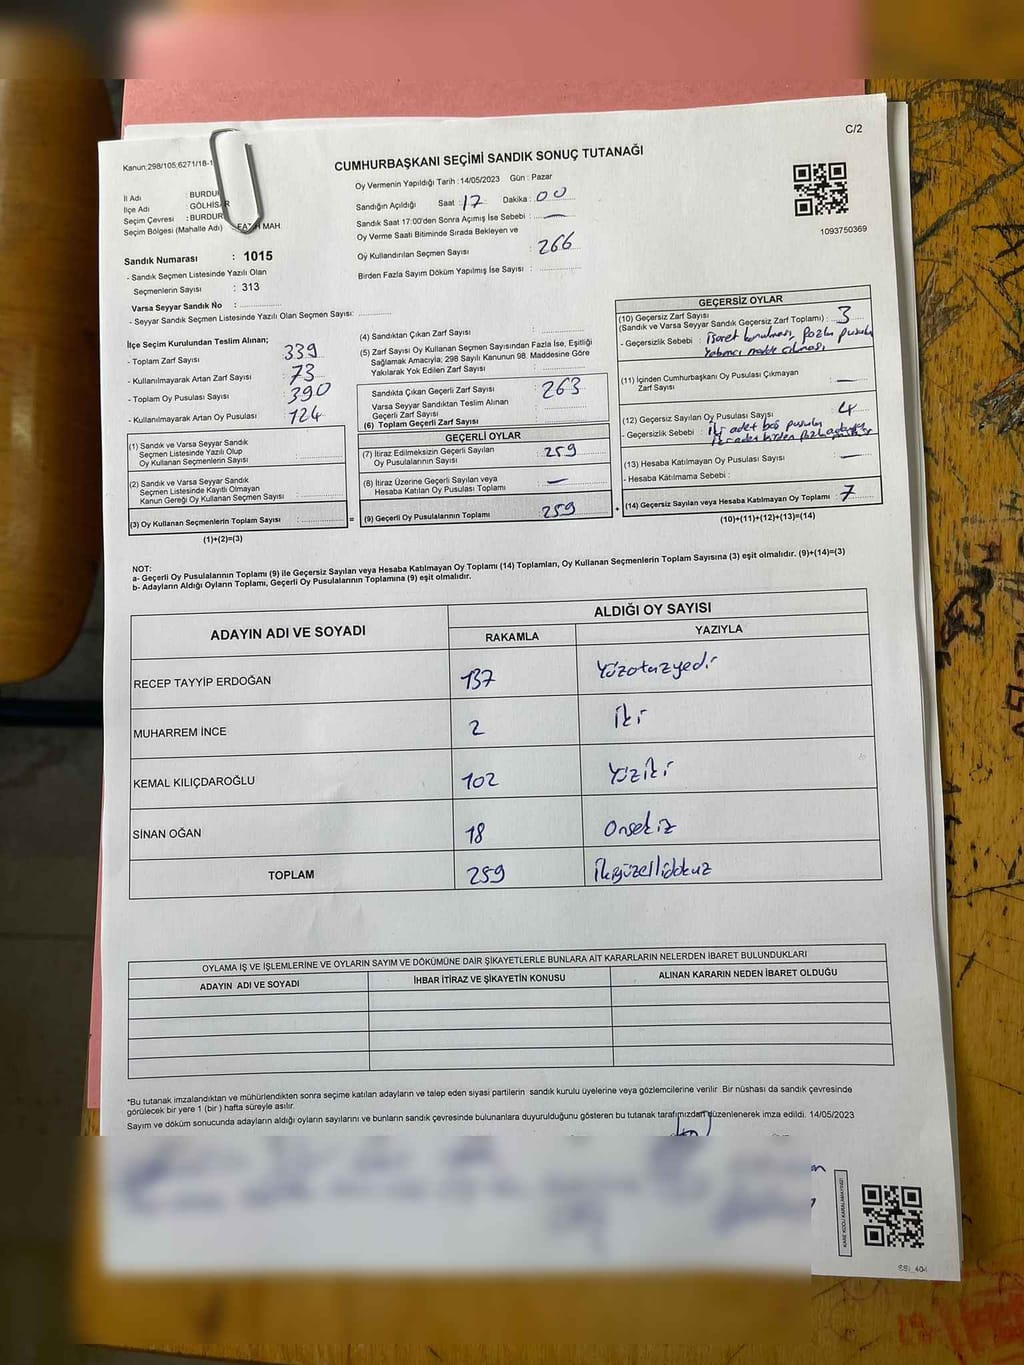 C/2
Kanun:298/105,6271/18-1
CUMHURBAŞKANI SEÇİMİ SANDIK SONUÇ TUTANAĞI
Oy Vermenin Yapıldığı Tarih : 14/05/2023 Gün : Pazar
İl Adı : BURDUR
İlçe Adı : GÖLHİSAR
Seçim Çevresi : BURDUR
Seçim Bölgesi (Mahalle Adı) FATİH MAH.
Sandığın Açıldığı Saat : 17 Dakika : 00
Sandık Saat 17:00'den Sonra Açımış İse Sebebi : —
Oy Verme Saati Bitiminde Sırada Bekleyen ve
Oy Kullandırılan Seçmen Sayısı : 266
Birden Fazla Sayım Döküm Yapılmış İse Sayısı :
1093750369
Sandık Numarası : 1015
- Sandık Seçmen Listesinde Yazılı Olan
Seçmenlerin Sayısı : 313
Varsa Seyyar Sandık No :
- Seyyar Sandık Seçmen Listesinde Yazılı Olan Seçmen Sayısı:
İlçe Seçim Kurulundan Teslim Alınan;
- Toplam Zarf Sayısı : 339
- Kullanılmayarak Artan Zarf Sayısı : 73
- Toplam Oy Pusulası Sayısı : 390
- Kullanılmayarak Artan Oy Pusulası : 124
(1) Sandık ve Varsa Seyyar Sandık
Seçmen Listesinde Yazılı Olup
Oy Kullanan Seçmenlerin Sayısı :
(2) Sandık ve Varsa Seyyar Sandık
Seçmen Listesinde Kayıtlı Olmayan
Kanun Gereği Oy Kullanan Seçmen Sayısı :
(3) Oy Kullanan Seçmenlerin Toplam Sayısı : =
(1)+(2)=(3)
(4) Sandıktan Çıkan Zarf Sayısı :
(5) Zarf Sayısı Oy Kullanan Seçmen Sayısından Fazla İse, Eşitliği
Sağlamak Amacıyla; 298 Sayılı Kanunun 98. Maddesine Göre
Yakılarak Yok Edilen Zarf Sayısı :
Sandıkta Çıkan Geçerli Zarf Sayısı : 263
Varsa Seyyar Sandıktan Teslim Alınan
Geçerli Zarf Sayısı :
(6) Toplam Geçerli Zarf Sayısı :
GEÇERLİ OYLAR
(7) İtiraz Edilmeksizin Geçerli Sayılan
Oy Pusulalarının Sayısı : 259
(8) İtiraz Üzerine Geçerli Sayılan veya
Hesaba Katılan Oy Pusulası Toplamı : —
(9) Geçerli Oy Pusulalarının Toplamı : 259 +
GEÇERSİZ OYLAR
(10) Geçersiz Zarf Sayısı
(Sandık ve Varsa Seyyar Sandık Geçersiz Zarf Toplamı) : 3
- Geçersizlik Sebebi : işaret konulması, fazla pusula
Yabancı madde olması
(11) İçinden Cumhurbaşkanı Oy Pusulası Çıkmayan
Zarf Sayısı : —
(12) Geçersiz Sayılan Oy Pusulası Sayısı : 4
- Geçersizlik Sebebi : İki adet boş pusula
iki adet birden fazla
(13) Hesaba Katılmayan Oy Pusulası Sayısı : —
- Hesaba Katılmama Sebebi :
(14) Geçersiz Sayılan veya Hesaba Katılmayan Oy Toplamı : 7
(10)+(11)+(12)+(13)=(14)
NOT:
a- Geçerli Oy Pusulalarının Toplamı (9) ile Geçersiz Sayılan veya Hesaba Katılmayan Oy Toplamı (14) Toplamları, Oy Kullanan Seçmenlerin Toplam Sayısına (3) eşit olmalıdır. (9)+(14)=(3)
b- Adayların Aldığı Oyların Toplamı, Geçerli Oy Pusulalarının Toplamına (9) eşit olmalıdır.
ADAYIN ADI VE SOYADI
ALDIĞI OY SAYISI
RAKAMLA YAZIYLA
RECEP TAYYİP ERDOĞAN 137 Yüzotuzyedi
MUHARREM İNCE 2 İki
KEMAL KILIÇDAROĞLU 102 Yüziki
SİNAN OĞAN 18 Onsekiz
TOPLAM 259 İkiyüzellidokuz
OYLAMA İŞ VE İŞLEMLERİNE VE OYLARIN SAYIM VE DÖKÜMÜNE DAİR ŞİKAYETLERLE BUNLARA AİT KARARLARIN NELERDEN İBARET BULUNDUKLARI
ADAYIN ADI VE SOYADI İHBAR İTİRAZ VE ŞİKAYETİN KONUSU ALINAN KARARIN NEDEN İBARET OLDUĞU
*Bu tutanak imzalandıktan ve mühürlendikten sonra seçime katılan adayların ve talep eden siyasi partilerin sandık kurulu üyelerine veya gözlemcilerine verilir. Bir nüshası da sandık çevresinde
görülecek bir yere 1 (bir ) hafta süreyle asılır.
Sayım ve döküm sonucunda adayların aldığı oyların sayılarını ve bunların sandık çevresinde bulunanlara duyurulduğunu gösteren bu tutanak tarafımızdan düzenlenerek imza edildi. 14/05/2023
KARE KODU KARALAMAYINIZ!